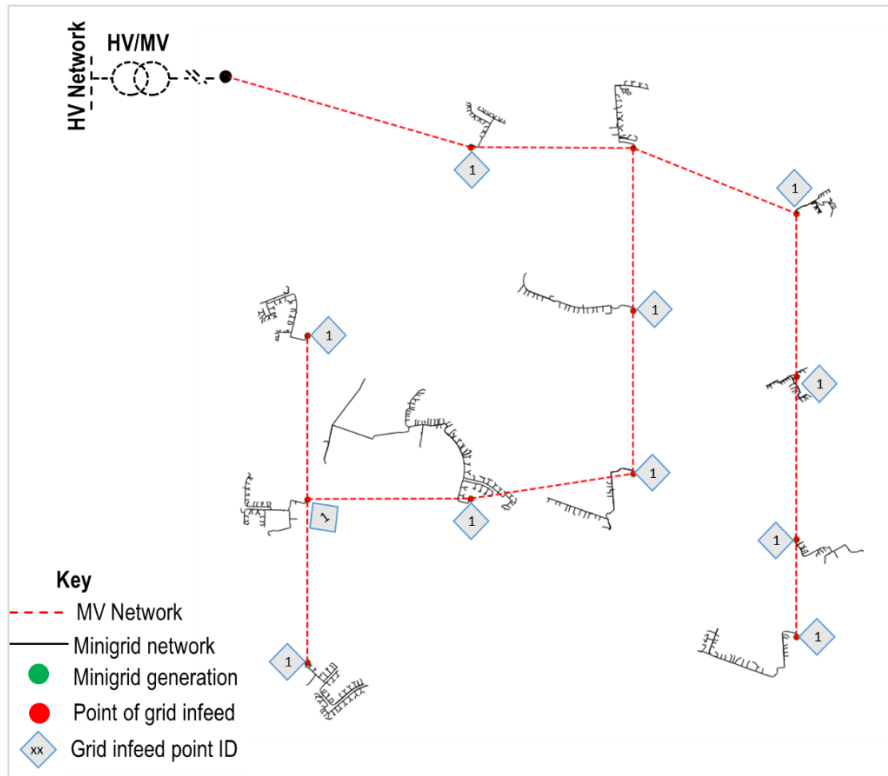 HV/MV
HV Network
1
1
1
1
1
1
1
1
1
1
1
Key
MV Network
Minigrid network
Minigrid generation
Point of grid infeed
xx
Grid infeed point ID